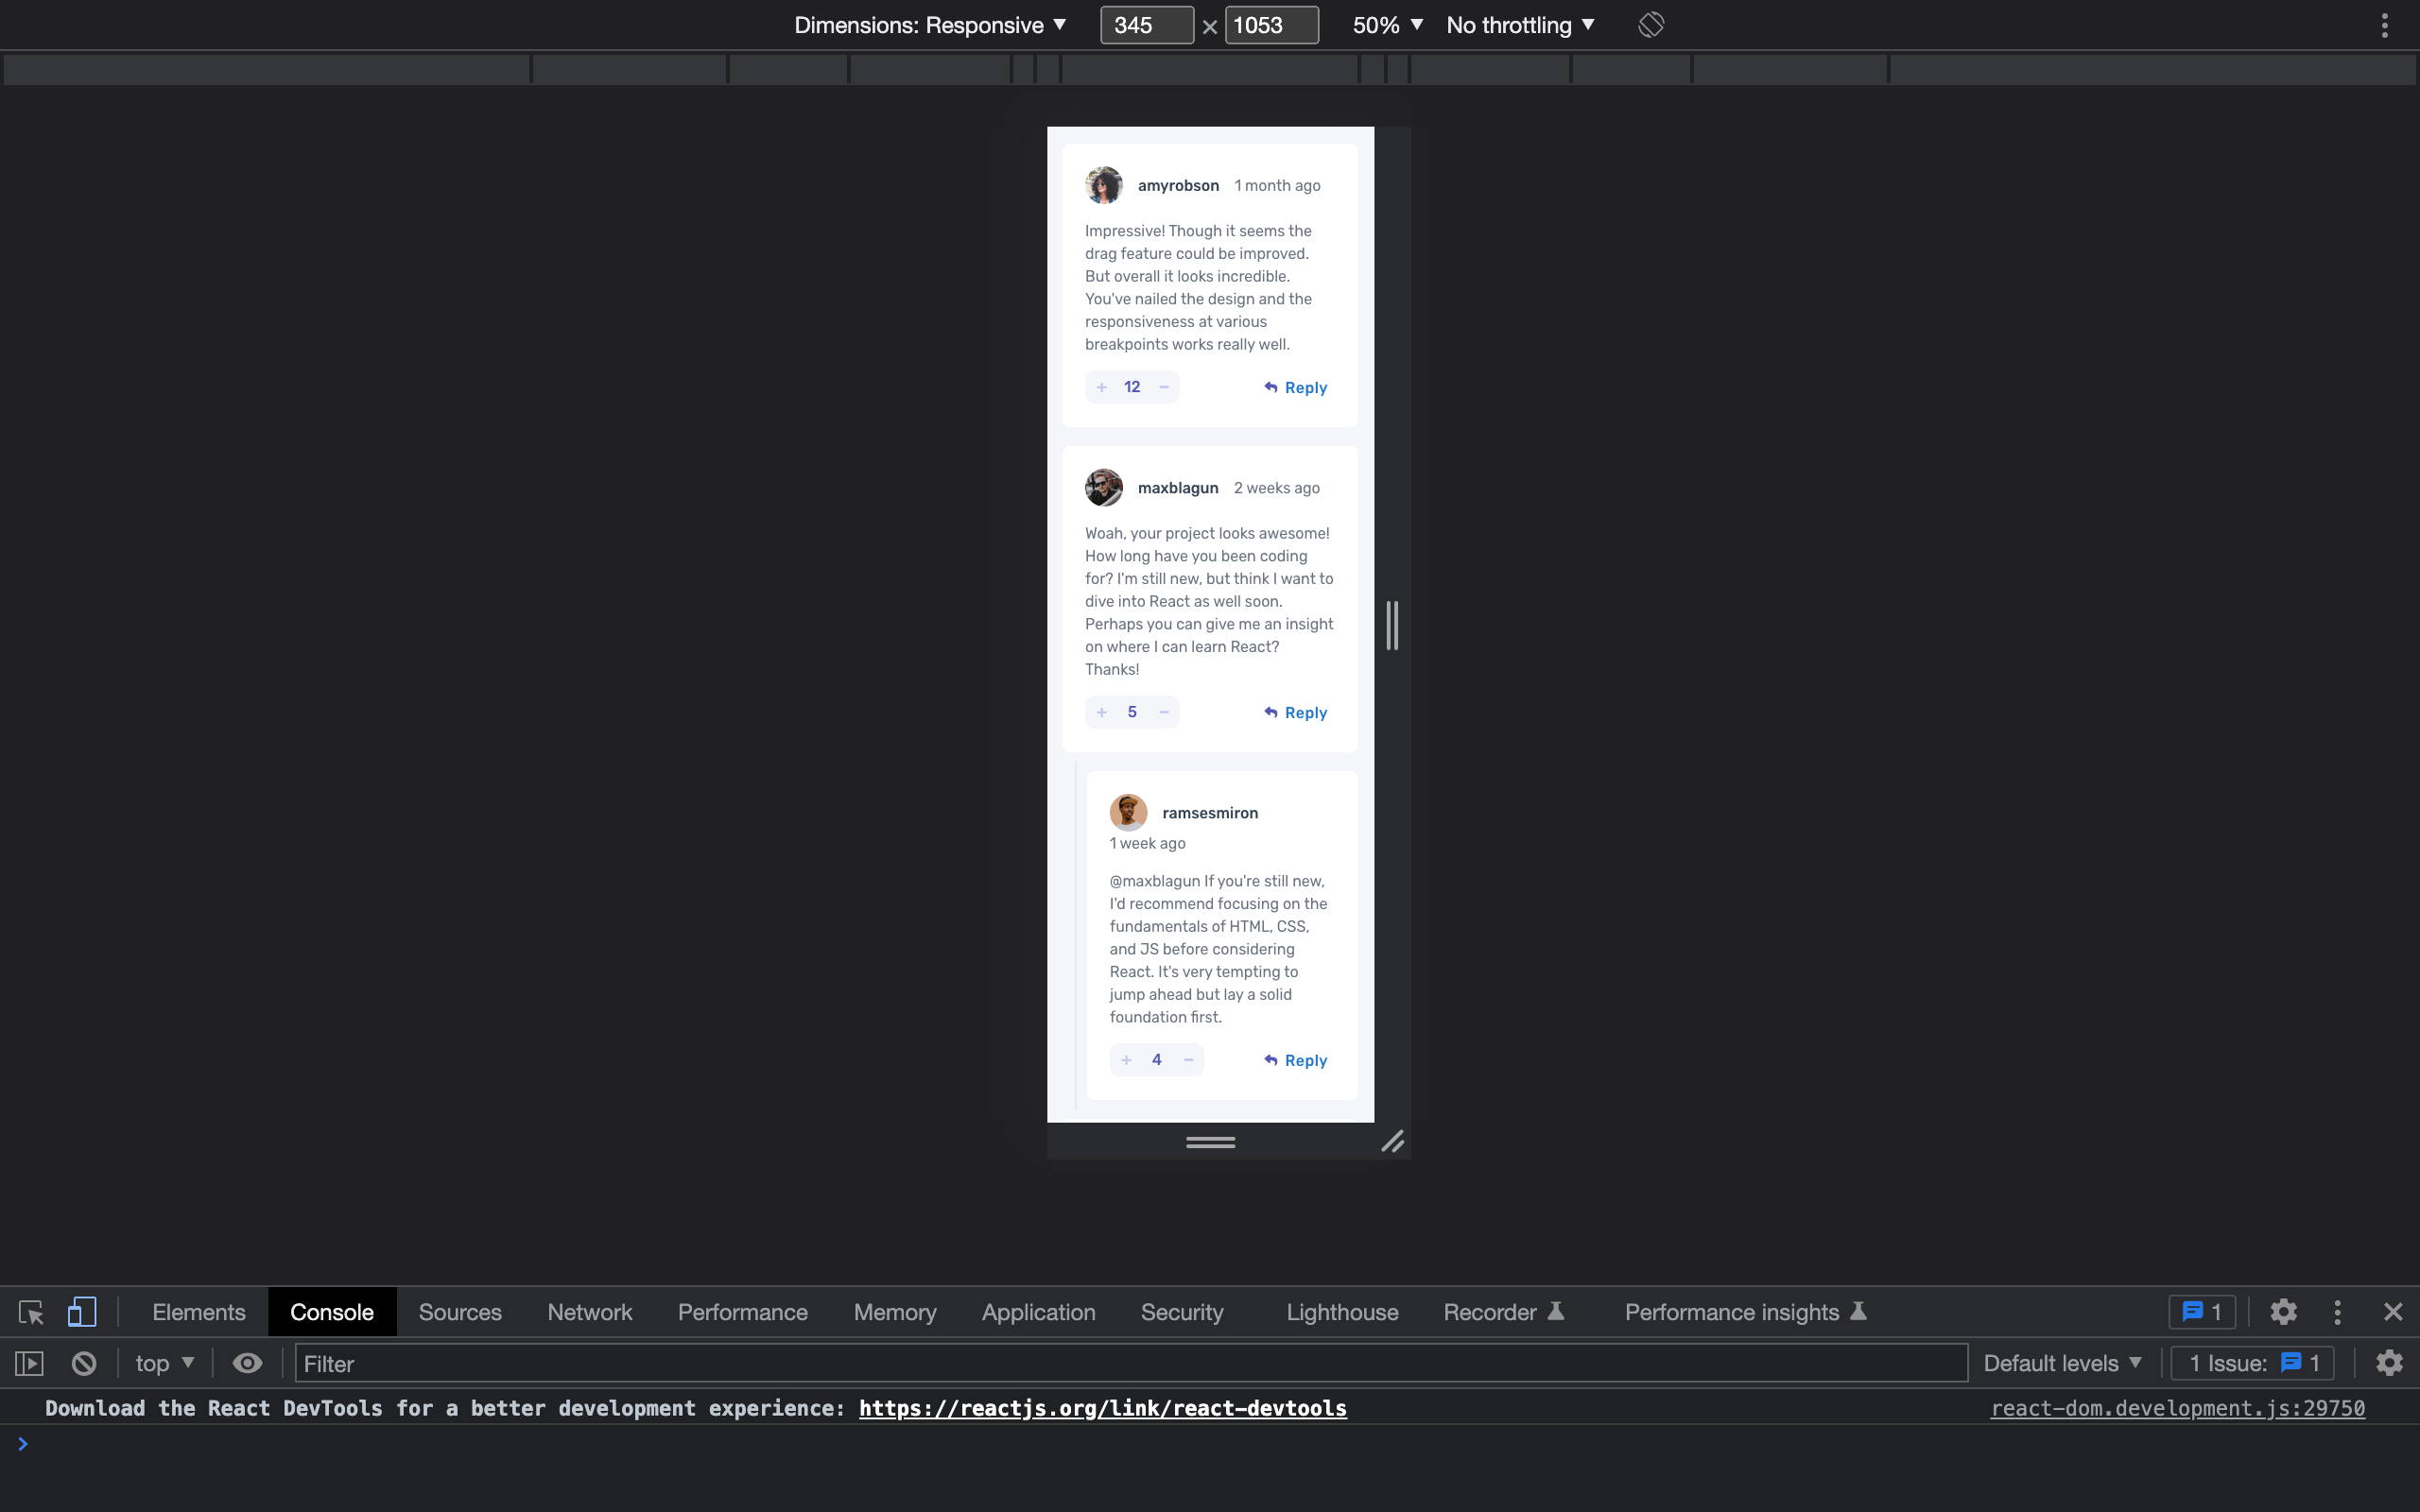 Dimensions: Responsive ▼ 345 × 1053 50% ▼ No throttling ▼
amyrobson 1 month ago
Impressive! Though it seems the
drag feature could be improved.
But overall it looks incredible.
You've nailed the design and the
responsiveness at various
breakpoints works really well.
+ 12 − Reply
maxblagun 2 weeks ago
Woah, your project looks awesome!
How long have you been coding
for? I'm still new, but think I want to
dive into React as well soon.
Perhaps you can give me an insight
on where I can learn React?
Thanks!
+ 5 − Reply
ramsesmiron
1 week ago
@maxblagun If you're still new,
I'd recommend focusing on the
fundamentals of HTML, CSS,
and JS before considering
React. It's very tempting to
jump ahead but lay a solid
foundation first.
+ 4 − Reply
Elements Console Sources Network Performance Memory Application Security Lighthouse Recorder Performance insights 1
top ▼ Filter Default levels ▼ 1 Issue: 1
Download the React DevTools for a better development experience: https://reactjs.org/link/react-devtools react-dom.development.js:29750